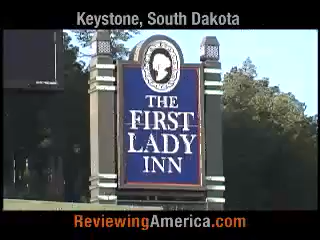 Keystone, South Dakota
THE
FIRST
LADY
INN
ReviewingAmerica.com